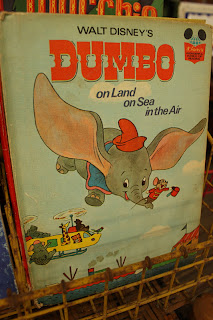 WALT DISNEY'S
DUMBO
on Land
on Sea
in the Air